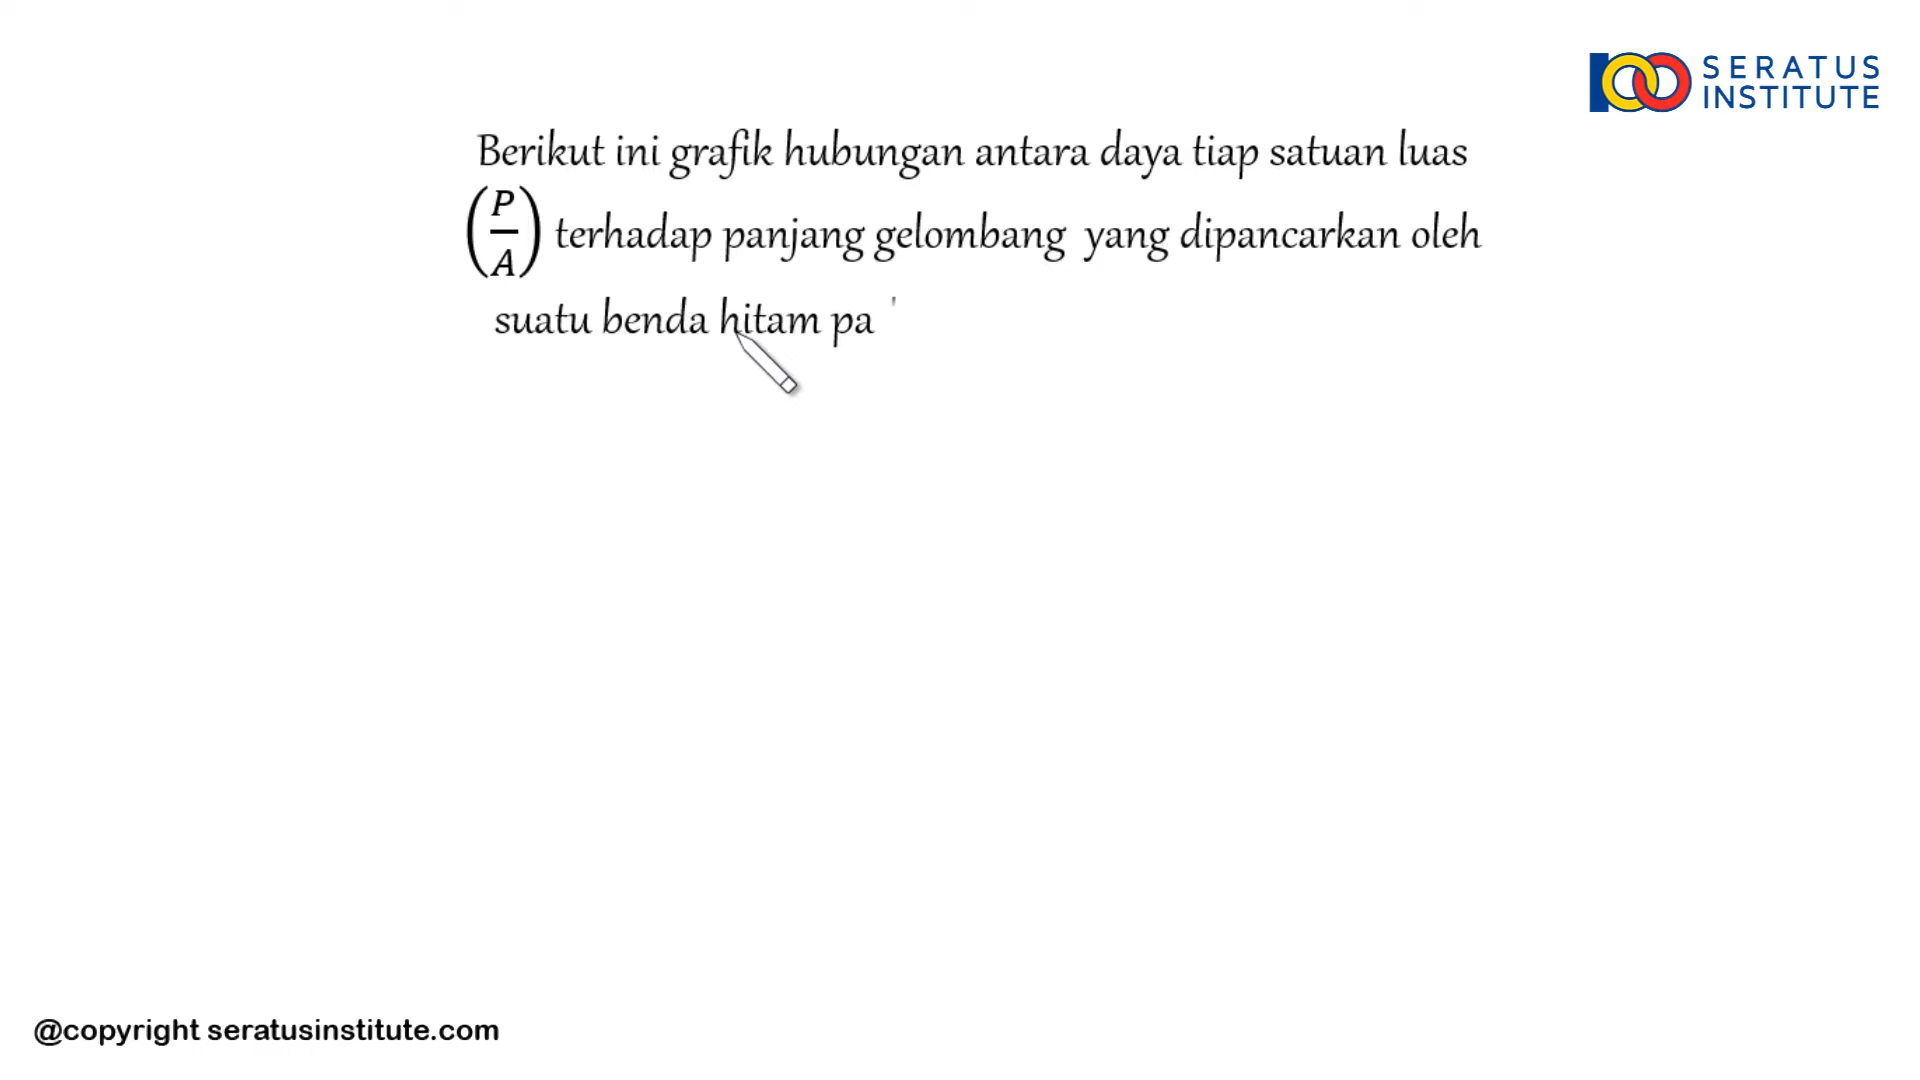 SERATUS
INSTITUTE
Berikut ini grafik hubungan antara daya tiap satuan luas
(P/A) terhadap panjang gelombang yang dipancarkan oleh
suatu benda hitam pa
@copyright seratusinstitute.com